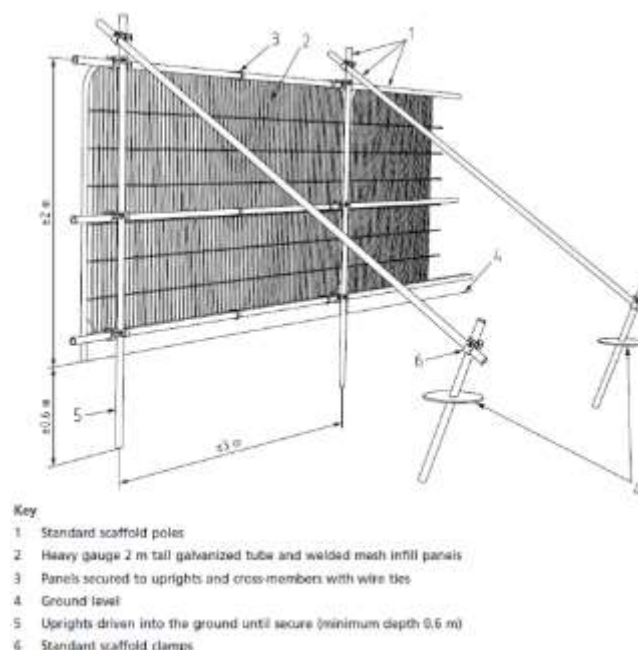 3
2
1
±2 m
4
6
5
±0,6 m
±3 m
4
Key
1 Standard scaffold poles
2 Heavy gauge 2 m tall galvanized tube and welded mesh infill panels
3 Panels secured to uprights and cross-members with wire ties
4 Ground level
5 Uprights driven into the ground until secure (minimum depth 0.6 m)
6 Standard scaffold clamps